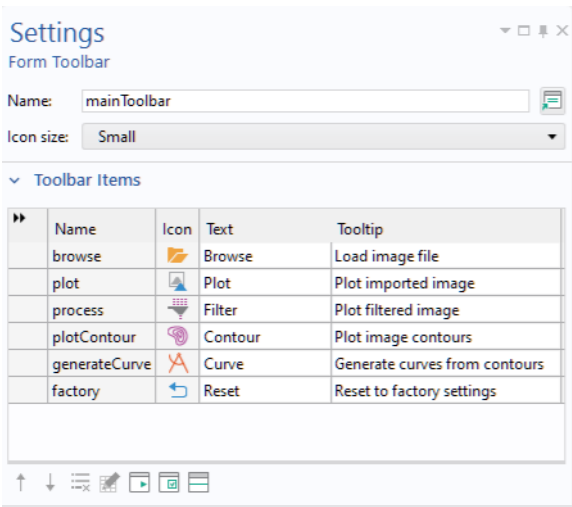 Settings
Form Toolbar
Name: mainToolbar
Icon size: Small
Toolbar Items
Name Icon Text Tooltip
browse Browse Load image file
plot Plot Plot imported image
process Filter Plot filtered image
plotContour Contour Plot image contours
generateCurve Curve Generate curves from contours
factory Reset Reset to factory settings